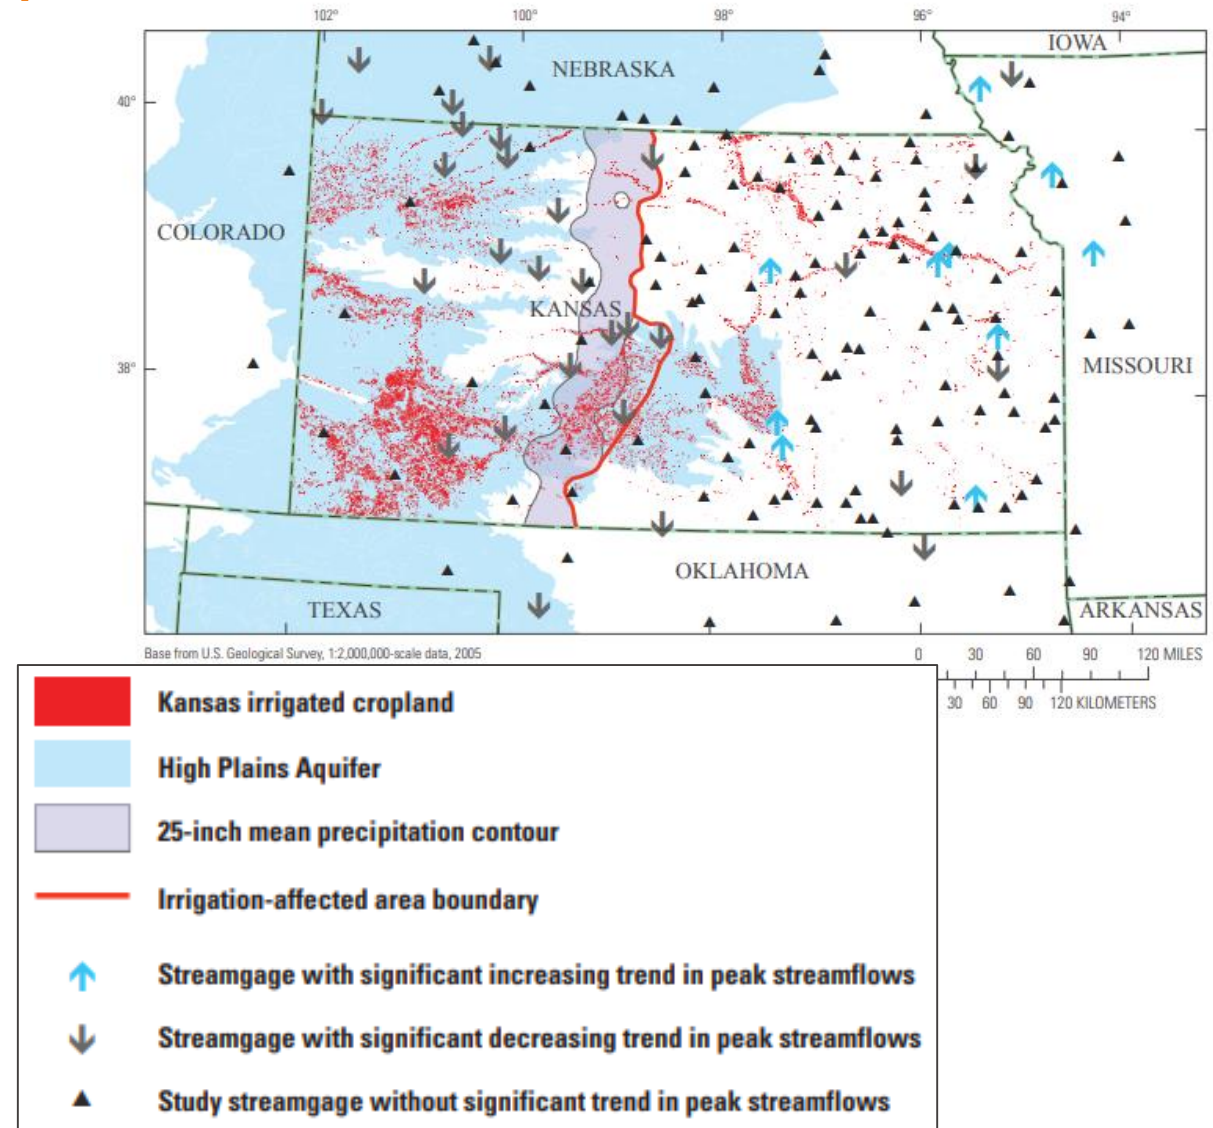 102° 100° 98° 96° 94°
IOWA
NEBRASKA
40°
COLORADO
KANSAS
38°
MISSOURI
OKLAHOMA
TEXAS
ARKANSAS
Base from U.S. Geological Survey, 1:2,000,000-scale data, 2005
0 30 60 90 120 MILES
30 60 90 120 KILOMETERS
Kansas irrigated cropland
High Plains Aquifer
25-inch mean precipitation contour
Irrigation-affected area boundary
Streamgage with significant increasing trend in peak streamflows
Streamgage with significant decreasing trend in peak streamflows
Study streamgage without significant trend in peak streamflows